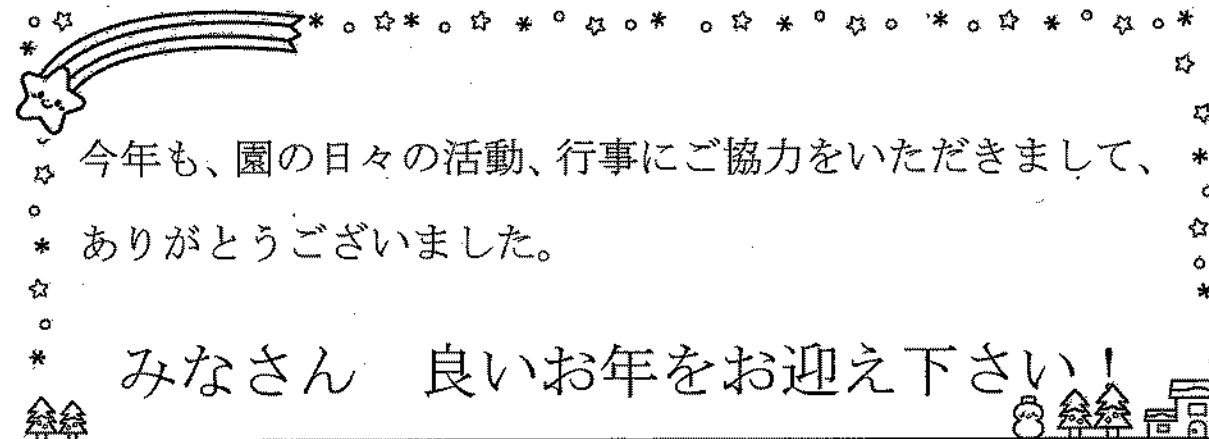 今年も、園の日々の活動、行事にご協力をいただきまして、
ありがとうございました。
みなさん　良いお年をお迎え下さい！